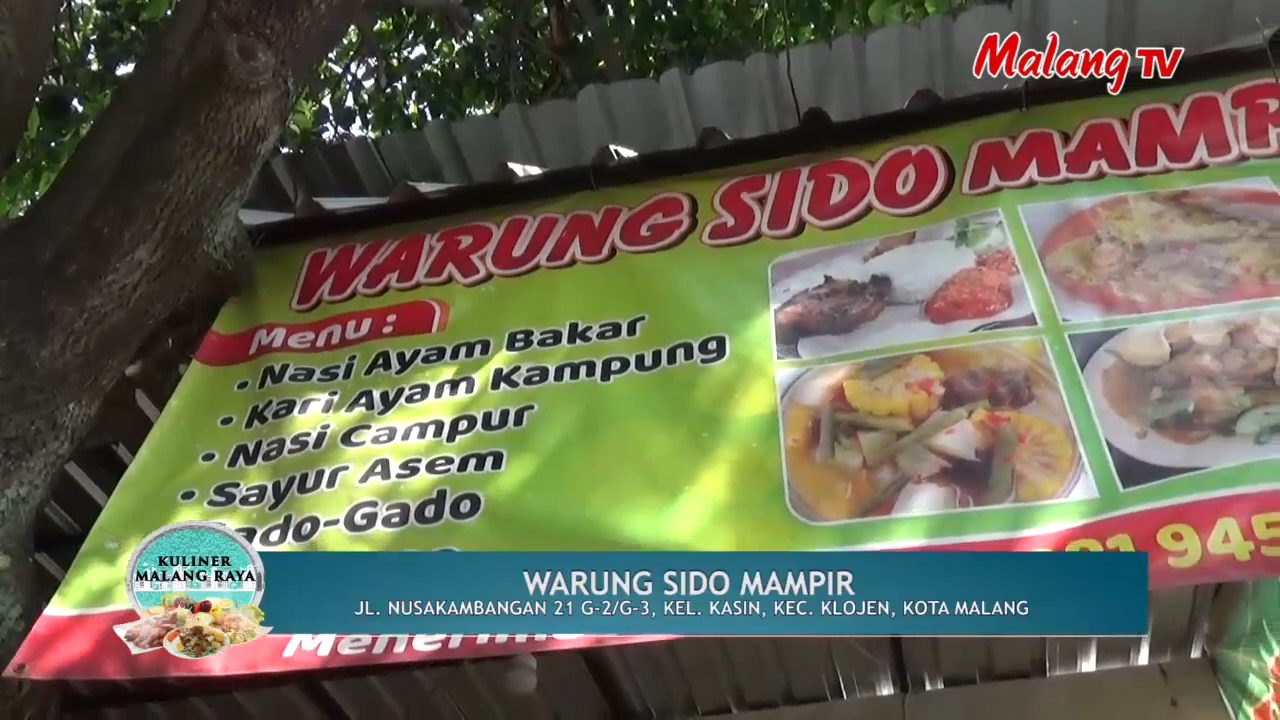 Malang TV
WARUNG SIDO MAMP
Menu :
• Nasi Ayam Bakar
• Kari Ayam Kampung
• Nasi Campur
• Sayur Asem
ado-Gado
945
KULINER
MALANG RAYA
WARUNG SIDO MAMPIR
JL. NUSAKAMBANGAN 21 G-2/G-3, KEL. KASIN, KEC. KLOJEN, KOTA MALANG